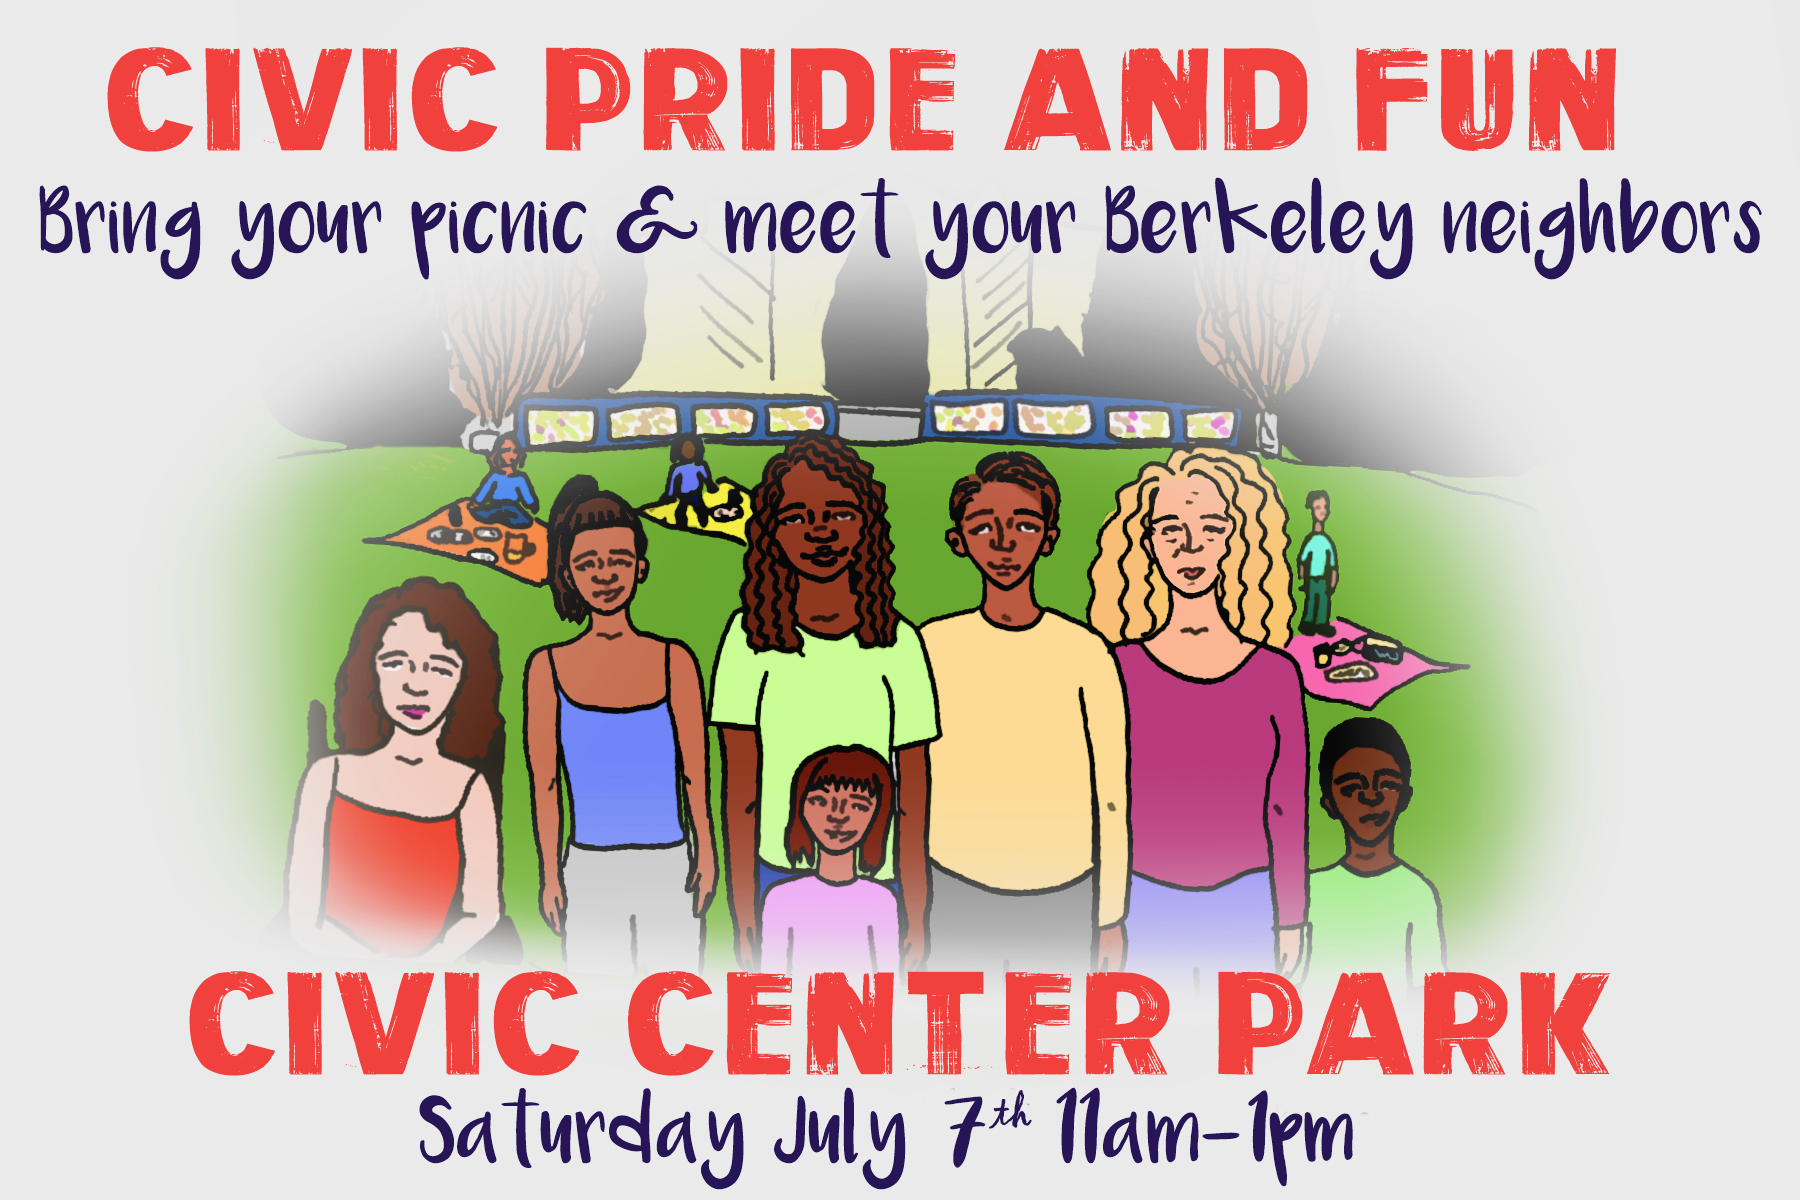 CIVIC PRIDE AND FUN
Bring your picnic & meet your Berkeley neighbors
CIVIC CENTER PARK
Saturday July 7th 11am-1pm